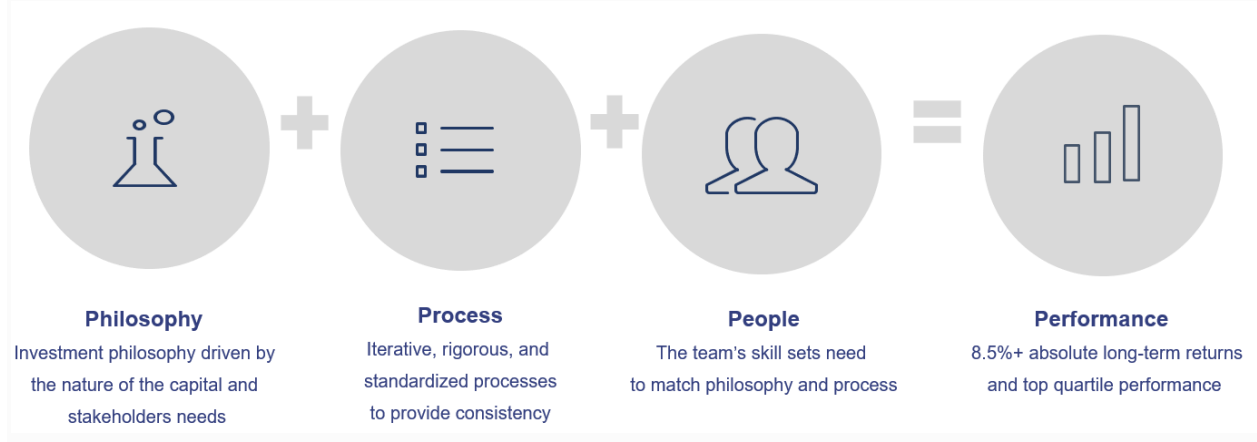 Philosophy
Investment philosophy driven by
the nature of the capital and
stakeholders needs
Process
Iterative, rigorous, and
standardized processes
to provide consistency
People
The team's skill sets need
to match philosophy and process
Performance
8.5%+ absolute long-term returns
and top quartile performance